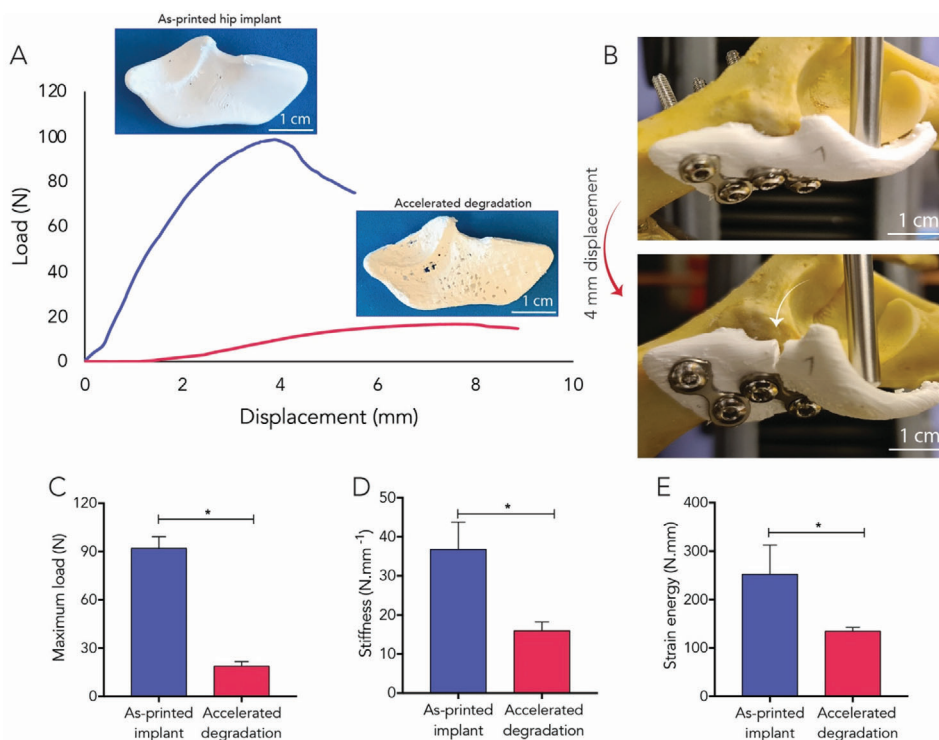 As-printed hip implant
A
1 cm
Load (N)
120
100
80
60
40
20
0
0
2
4
6
8
10
Displacement (mm)
Accelerated degradation
1 cm
B
1 cm
4 mm displacement
1 cm
C
Maximum load (N)
120
90
60
30
0
*
As-printed
implant
Accelerated
degradation
D
Stiffness (N.mm⁻¹)
50
40
30
20
10
0
*
As-printed
implant
Accelerated
degradation
E
Strain energy (N.mm)
400
300
200
100
0
*
As-printed
implant
Accelerated
degradation